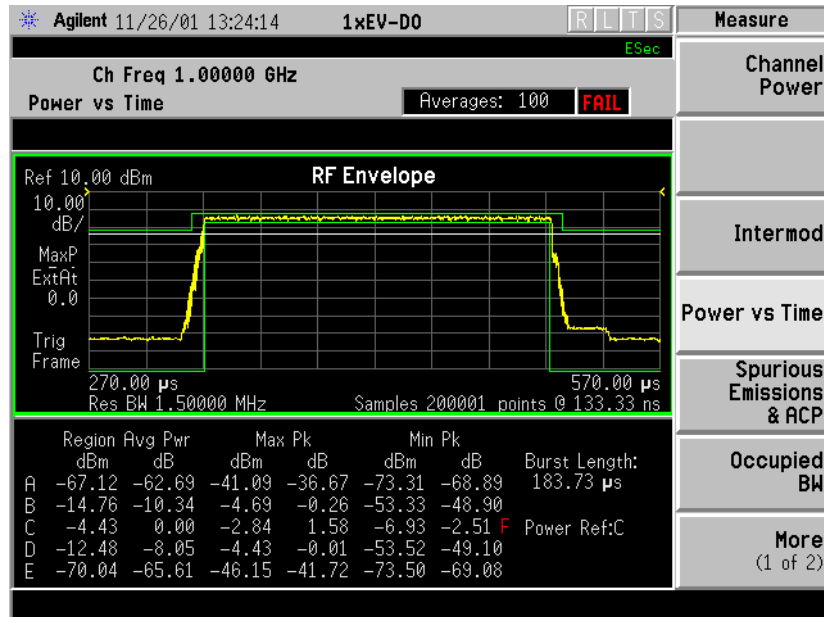 Agilent 11/26/01 13:24:14 1xEV-DO R L T S
Measure
ESec
Ch Freq 1.00000 GHz
Power vs Time Averages: 100 FAIL
Channel Power
Intermod
Power vs Time
Spurious Emissions & ACP
Occupied BW
More (1 of 2)
Ref 10.00 dBm RF Envelope
10.00
dB/
MaxP
ExtAt
0.0
Trig
Frame
270.00 µs 570.00 µs
Res BW 1.50000 MHz Samples 200001 points @ 133.33 ns
Region Avg Pwr Max Pk Min Pk
dBm dB dBm dB dBm dB Burst Length:
A -67.12 -62.69 -41.09 -36.67 -73.31 -68.89 183.73 µs
B -14.76 -10.34 -4.69 -0.26 -53.33 -48.90
C -4.43 0.00 -2.84 1.58 -6.93 -2.51 F Power Ref:C
D -12.48 -8.05 -4.43 -0.01 -53.52 -49.10
E -70.04 -65.61 -46.15 -41.72 -73.50 -69.08